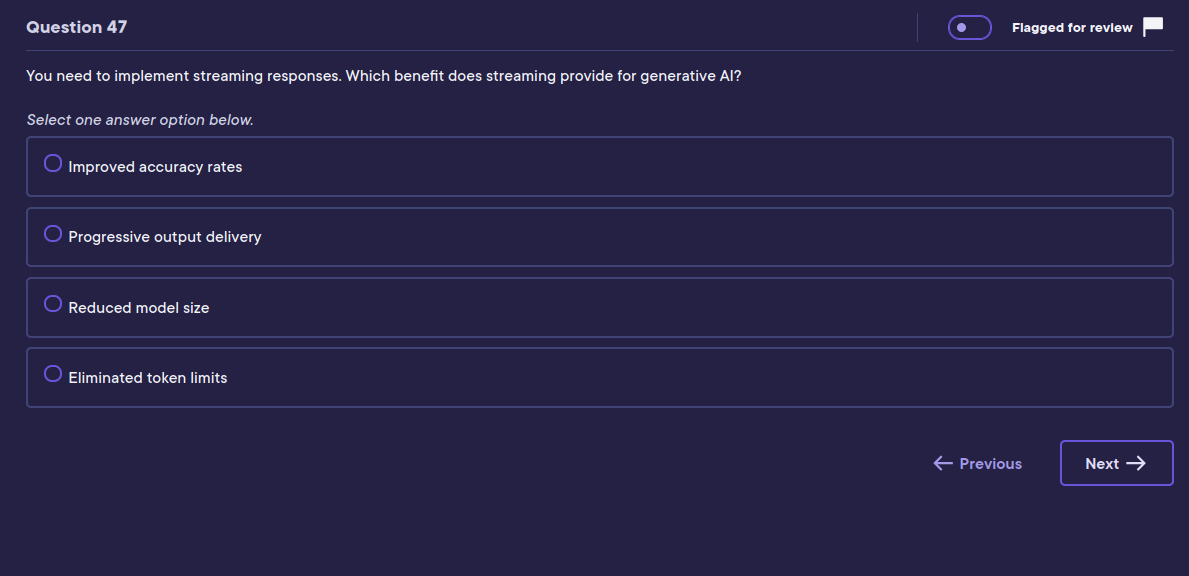 Question 47
Flagged for review
You need to implement streaming responses. Which benefit does streaming provide for generative AI?
Select one answer option below.
Improved accuracy rates
Progressive output delivery
Reduced model size
Eliminated token limits
Previous
Next